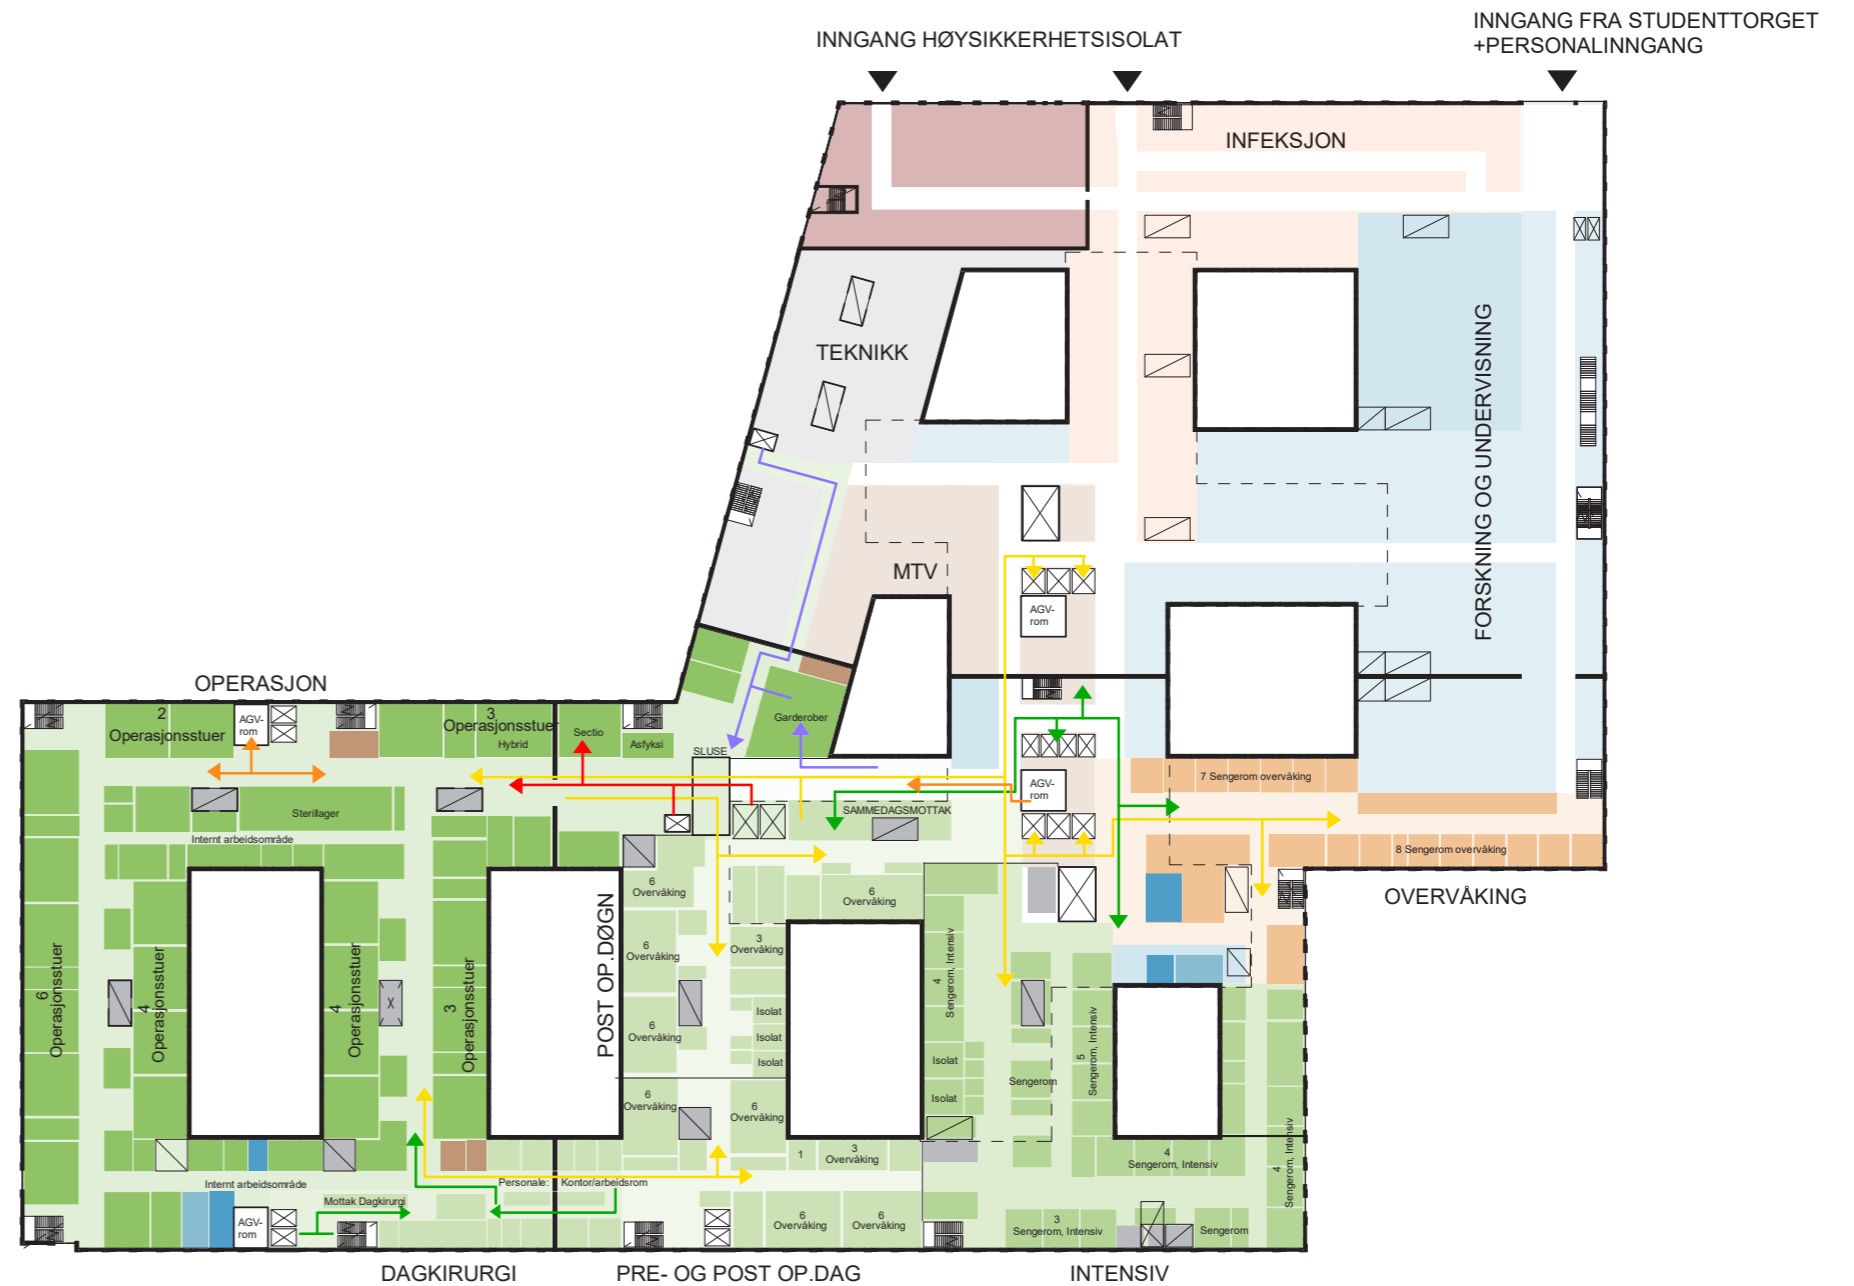 INNGANG FRA STUDENTTORGET
+PERSONALINNGANG
INNGANG HØYSIKKERHETSISOLAT
INFEKSJON
TEKNIKK
FORSKNING OG UNDERVISNING
MTV
AGV-
rom
OPERASJON
2
Operasjonsstuer
AGV-
rom
3
Operasjonsstuer
Hybrid
Sectio
Asfyksi
Garderober
SLUSE
7 Sengerom overvåking
AGV-
rom
SAMMEDAGSMOTTAK
Sterillager
Internt arbeidsområde
8 Sengerom overvåking
OVERVÅKING
6
Overvåking
6
Overvåking
6
Operasjonsstuer
4
Operasjonsstuer
4
Operasjonsstuer
X
3
Operasjonsstuer
POST OP.DØGN
6
Overvåking
3
Overvåking
4
Sengerom, Intensiv
Isolat
6
Overvåking
Isolat
Isolat
Isolat
Isolat
5
Sengerom, Intensiv
Sengerom
6
Overvåking
6
Overvåking
1
3
Overvåking
4
Sengerom, Intensiv
4
Sengerom, Intensiv
Internt arbeidsområde
Personale:
Kontor/arbeidsrom
Mottak Dagkirurgi
AGV-
rom
6
Overvåking
6
Overvåking
3
Sengerom, Intensiv
Sengerom
DAGKIRURGI
PRE- OG POST OP.DAG
INTENSIV